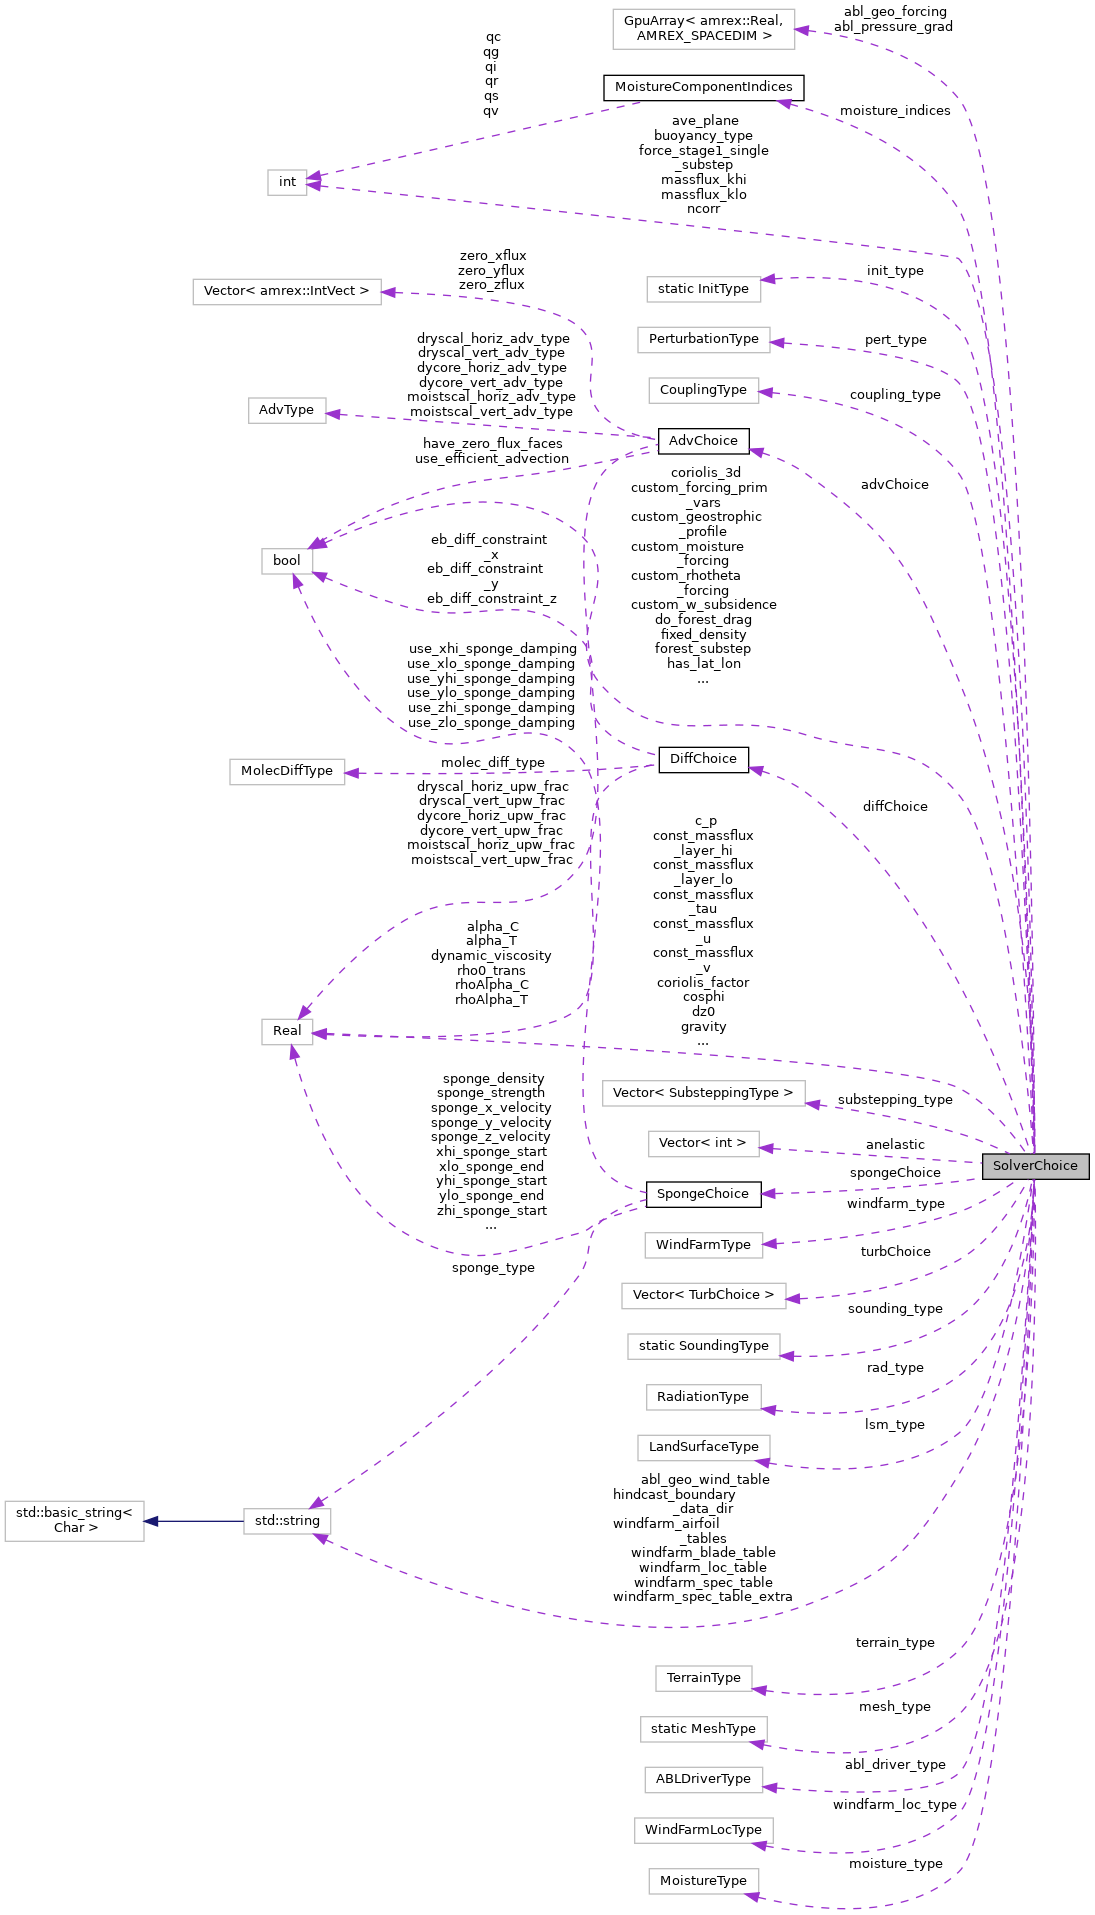 abl_geo_forcing
abl_pressure_grad
GpuArray< amrex::Real,
AMREX_SPACEDIM >
qc
qg
qi
qr
qs
qv
MoistureComponentIndices
moisture_indices
ave_plane
buoyancy_type
force_stage1_single
_substep
massflux_khi
massflux_klo
ncorr
int
zero_xflux
zero_yflux
zero_zflux
Vector< amrex::IntVect >
init_type
static InitType
pert_type
PerturbationType
dryscal_horiz_adv_type
dryscal_vert_adv_type
dycore_horiz_adv_type
dycore_vert_adv_type
moistscal_horiz_adv_type
moistscal_vert_adv_type
AdvType
coupling_type
CouplingType
AdvChoice
have_zero_flux_faces
use_efficient_advection
advChoice
coriolis_3d
custom_forcing_prim
_vars
custom_geostrophic
_profile
custom_moisture
_forcing
custom_rhotheta
_forcing
custom_w_subsidence
do_forest_drag
fixed_density
forest_substep
has_lat_lon
...
bool
eb_diff_constraint
_x
eb_diff_constraint
_y
eb_diff_constraint_z
use_xhi_sponge_damping
use_xlo_sponge_damping
use_yhi_sponge_damping
use_ylo_sponge_damping
use_zhi_sponge_damping
use_zlo_sponge_damping
DiffChoice
MolecDiffType
molec_diff_type
diffChoice
dryscal_horiz_upw_frac
dryscal_vert_upw_frac
dycore_horiz_upw_frac
dycore_vert_upw_frac
moistscal_horiz_upw_frac
moistscal_vert_upw_frac
c_p
const_massflux
_layer_hi
const_massflux
_layer_lo
const_massflux
_tau
const_massflux
_u
const_massflux
_v
coriolis_factor
cosphi
dz0
gravity
...
alpha_C
alpha_T
dynamic_viscosity
rho0_trans
rhoAlpha_C
rhoAlpha_T
Real
sponge_density
sponge_strength
sponge_x_velocity
sponge_y_velocity
sponge_z_velocity
xhi_sponge_start
xlo_sponge_end
yhi_sponge_start
ylo_sponge_end
zhi_sponge_start
...
Vector< SubsteppingType >
substepping_type
Vector< int >
anelastic
SolverChoice
spongeChoice
SpongeChoice
windfarm_type
WindFarmType
turbChoice
sponge_type
Vector< TurbChoice >
sounding_type
static SoundingType
rad_type
RadiationType
lsm_type
LandSurfaceType
abl_geo_wind_table
hindcast_boundary
_data_dir
windfarm_airfoil
_tables
windfarm_blade_table
windfarm_loc_table
windfarm_spec_table
windfarm_spec_table_extra
std::basic_string<
Char >
std::string
terrain_type
TerrainType
mesh_type
static MeshType
abl_driver_type
ABLDriverType
windfarm_loc_type
WindFarmLocType
moisture_type
MoistureType